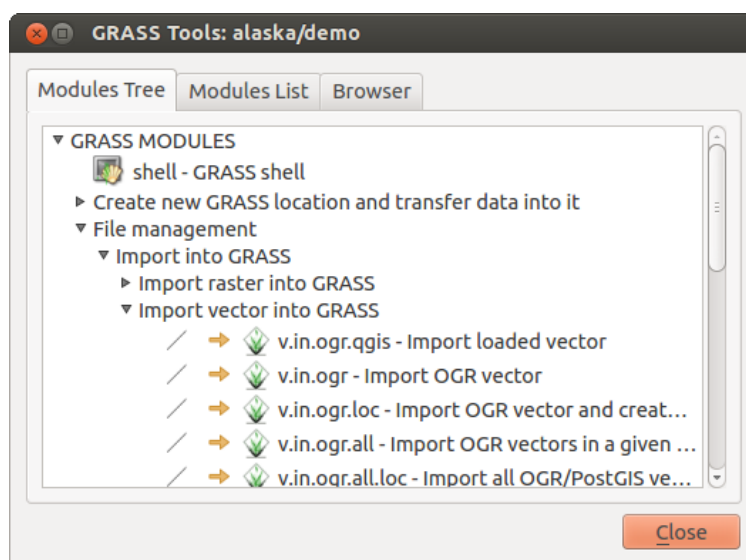 GRASS Tools: alaska/demo
Modules Tree
Modules List
Browser
GRASS MODULES
shell - GRASS shell
Create new GRASS location and transfer data into it
File management
Import into GRASS
Import raster into GRASS
Import vector into GRASS
v.in.ogr.qgis - Import loaded vector
v.in.ogr - Import OGR vector
v.in.ogr.loc - Import OGR vector and creat...
v.in.ogr.all - Import OGR vectors in a given ...
v.in.ogr.all.loc - Import all OGR/PostGIS ve...
Close